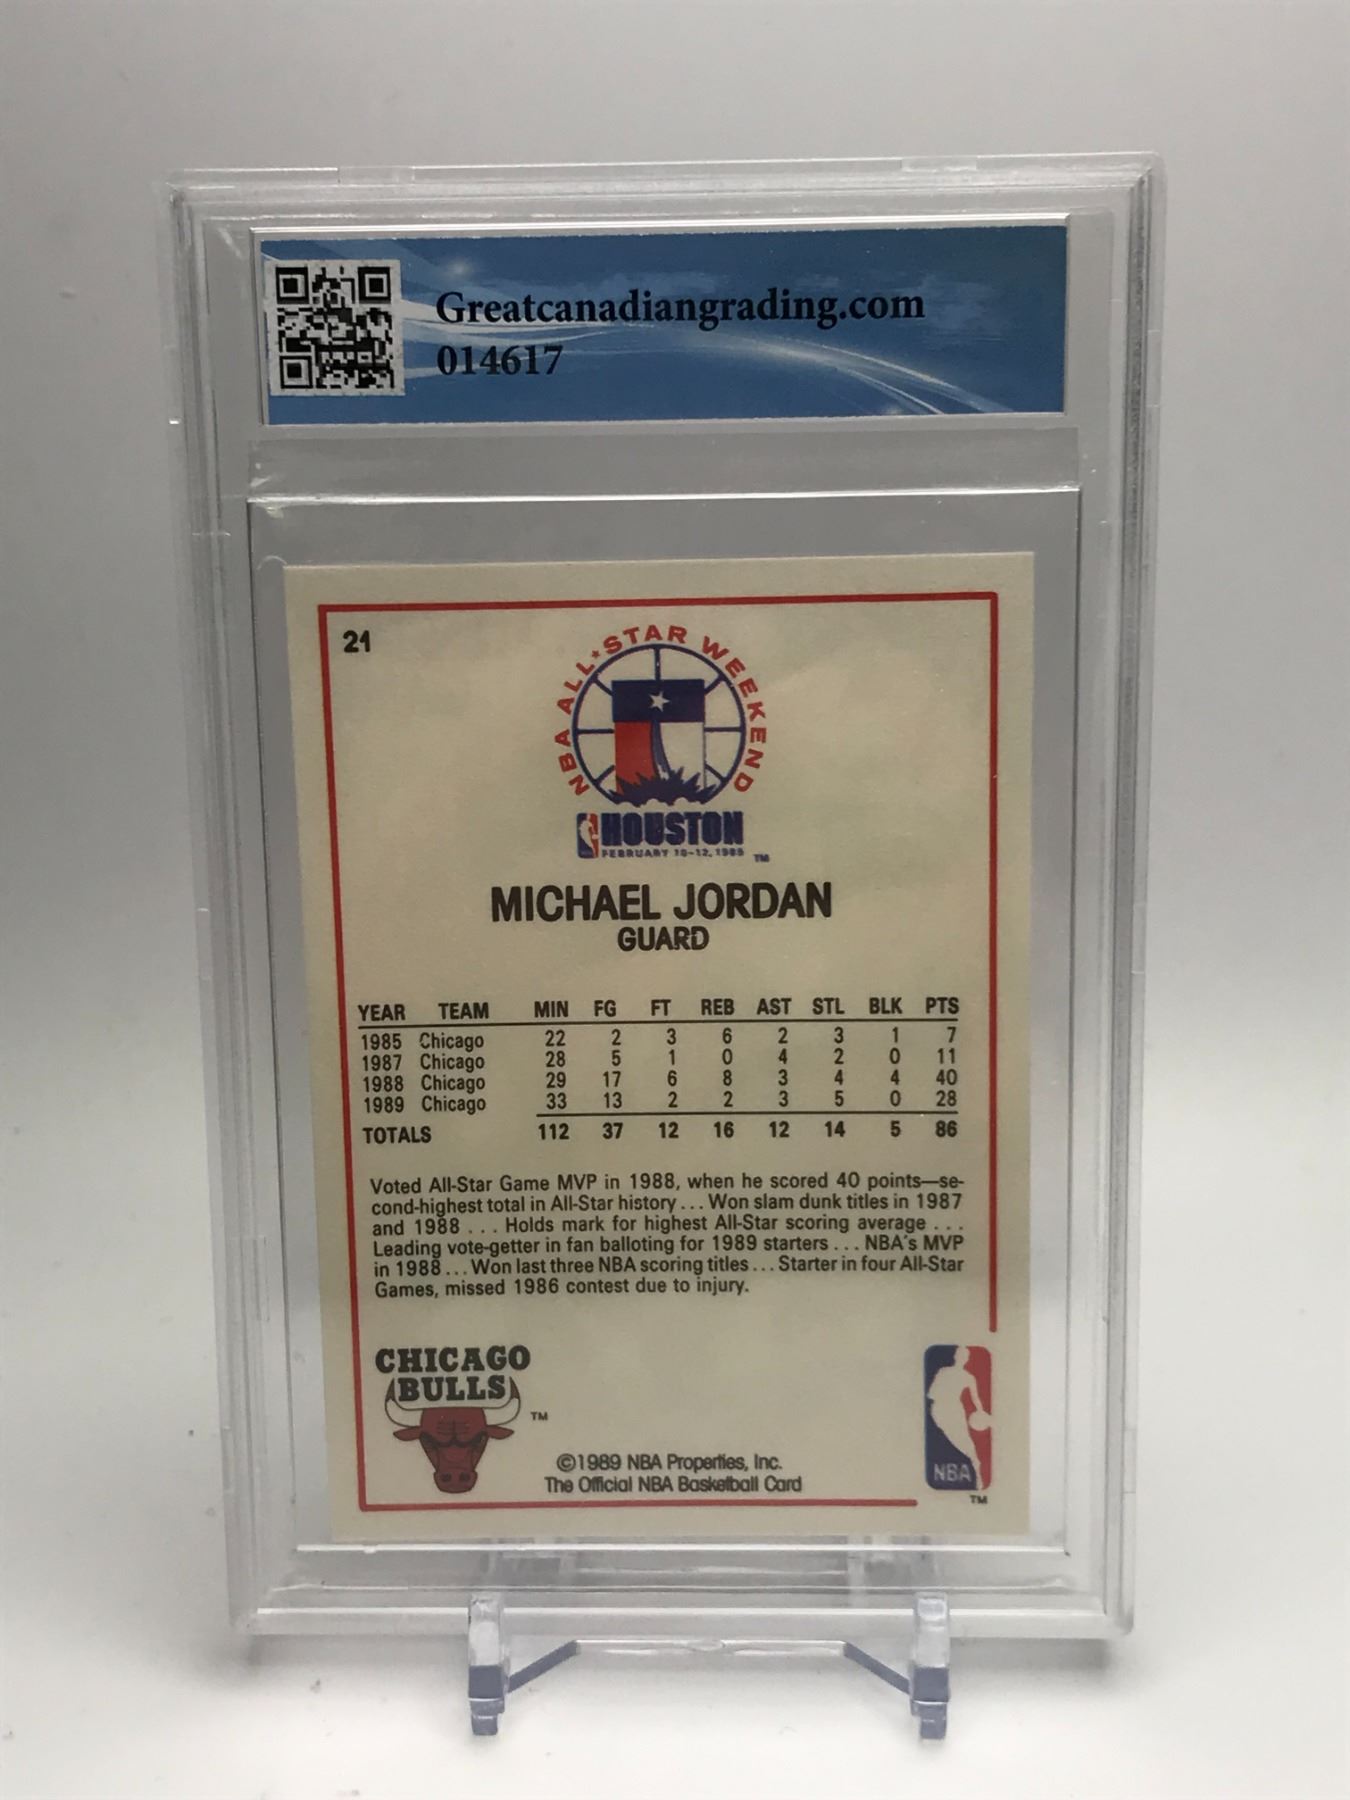 Greatcanadiangrading.com
014617
21
NBA ALL★STAR WEEKEND
HOUSTON
FEBRUARY 10-12, 1989 TM
MICHAEL JORDAN
GUARD
YEAR TEAM MIN FG FT REB AST STL BLK PTS
1985 Chicago 22 2 3 6 2 3 1 7
1987 Chicago 28 5 1 0 4 2 0 11
1988 Chicago 29 17 6 8 3 4 4 40
1989 Chicago 33 13 2 2 3 5 0 28
TOTALS 112 37 12 16 12 14 5 86
Voted All-Star Game MVP in 1988, when he scored 40 points—se-
cond-highest total in All-Star history . . . Won slam dunk titles in 1987
and 1988 . . . Holds mark for highest All-Star scoring average . . .
Leading vote-getter in fan balloting for 1989 starters . . . NBA's MVP
in 1988 . . . Won last three NBA scoring titles . . . Starter in four All-Star
Games, missed 1986 contest due to injury.
CHICAGO
BULLS
TM
©1989 NBA Properties, Inc.
The Official NBA Basketball Card
NBA
TM